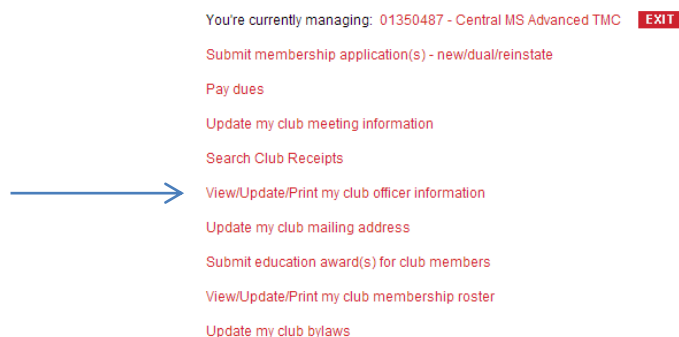 You're currently managing: 01350487 - Central MS Advanced TMC EXIT
Submit membership application(s) - new/dual/reinstate
Pay dues
Update my club meeting information
Search Club Receipts
View/Update/Print my club officer information
Update my club mailing address
Submit education award(s) for club members
View/Update/Print my club membership roster
Update my club bylaws